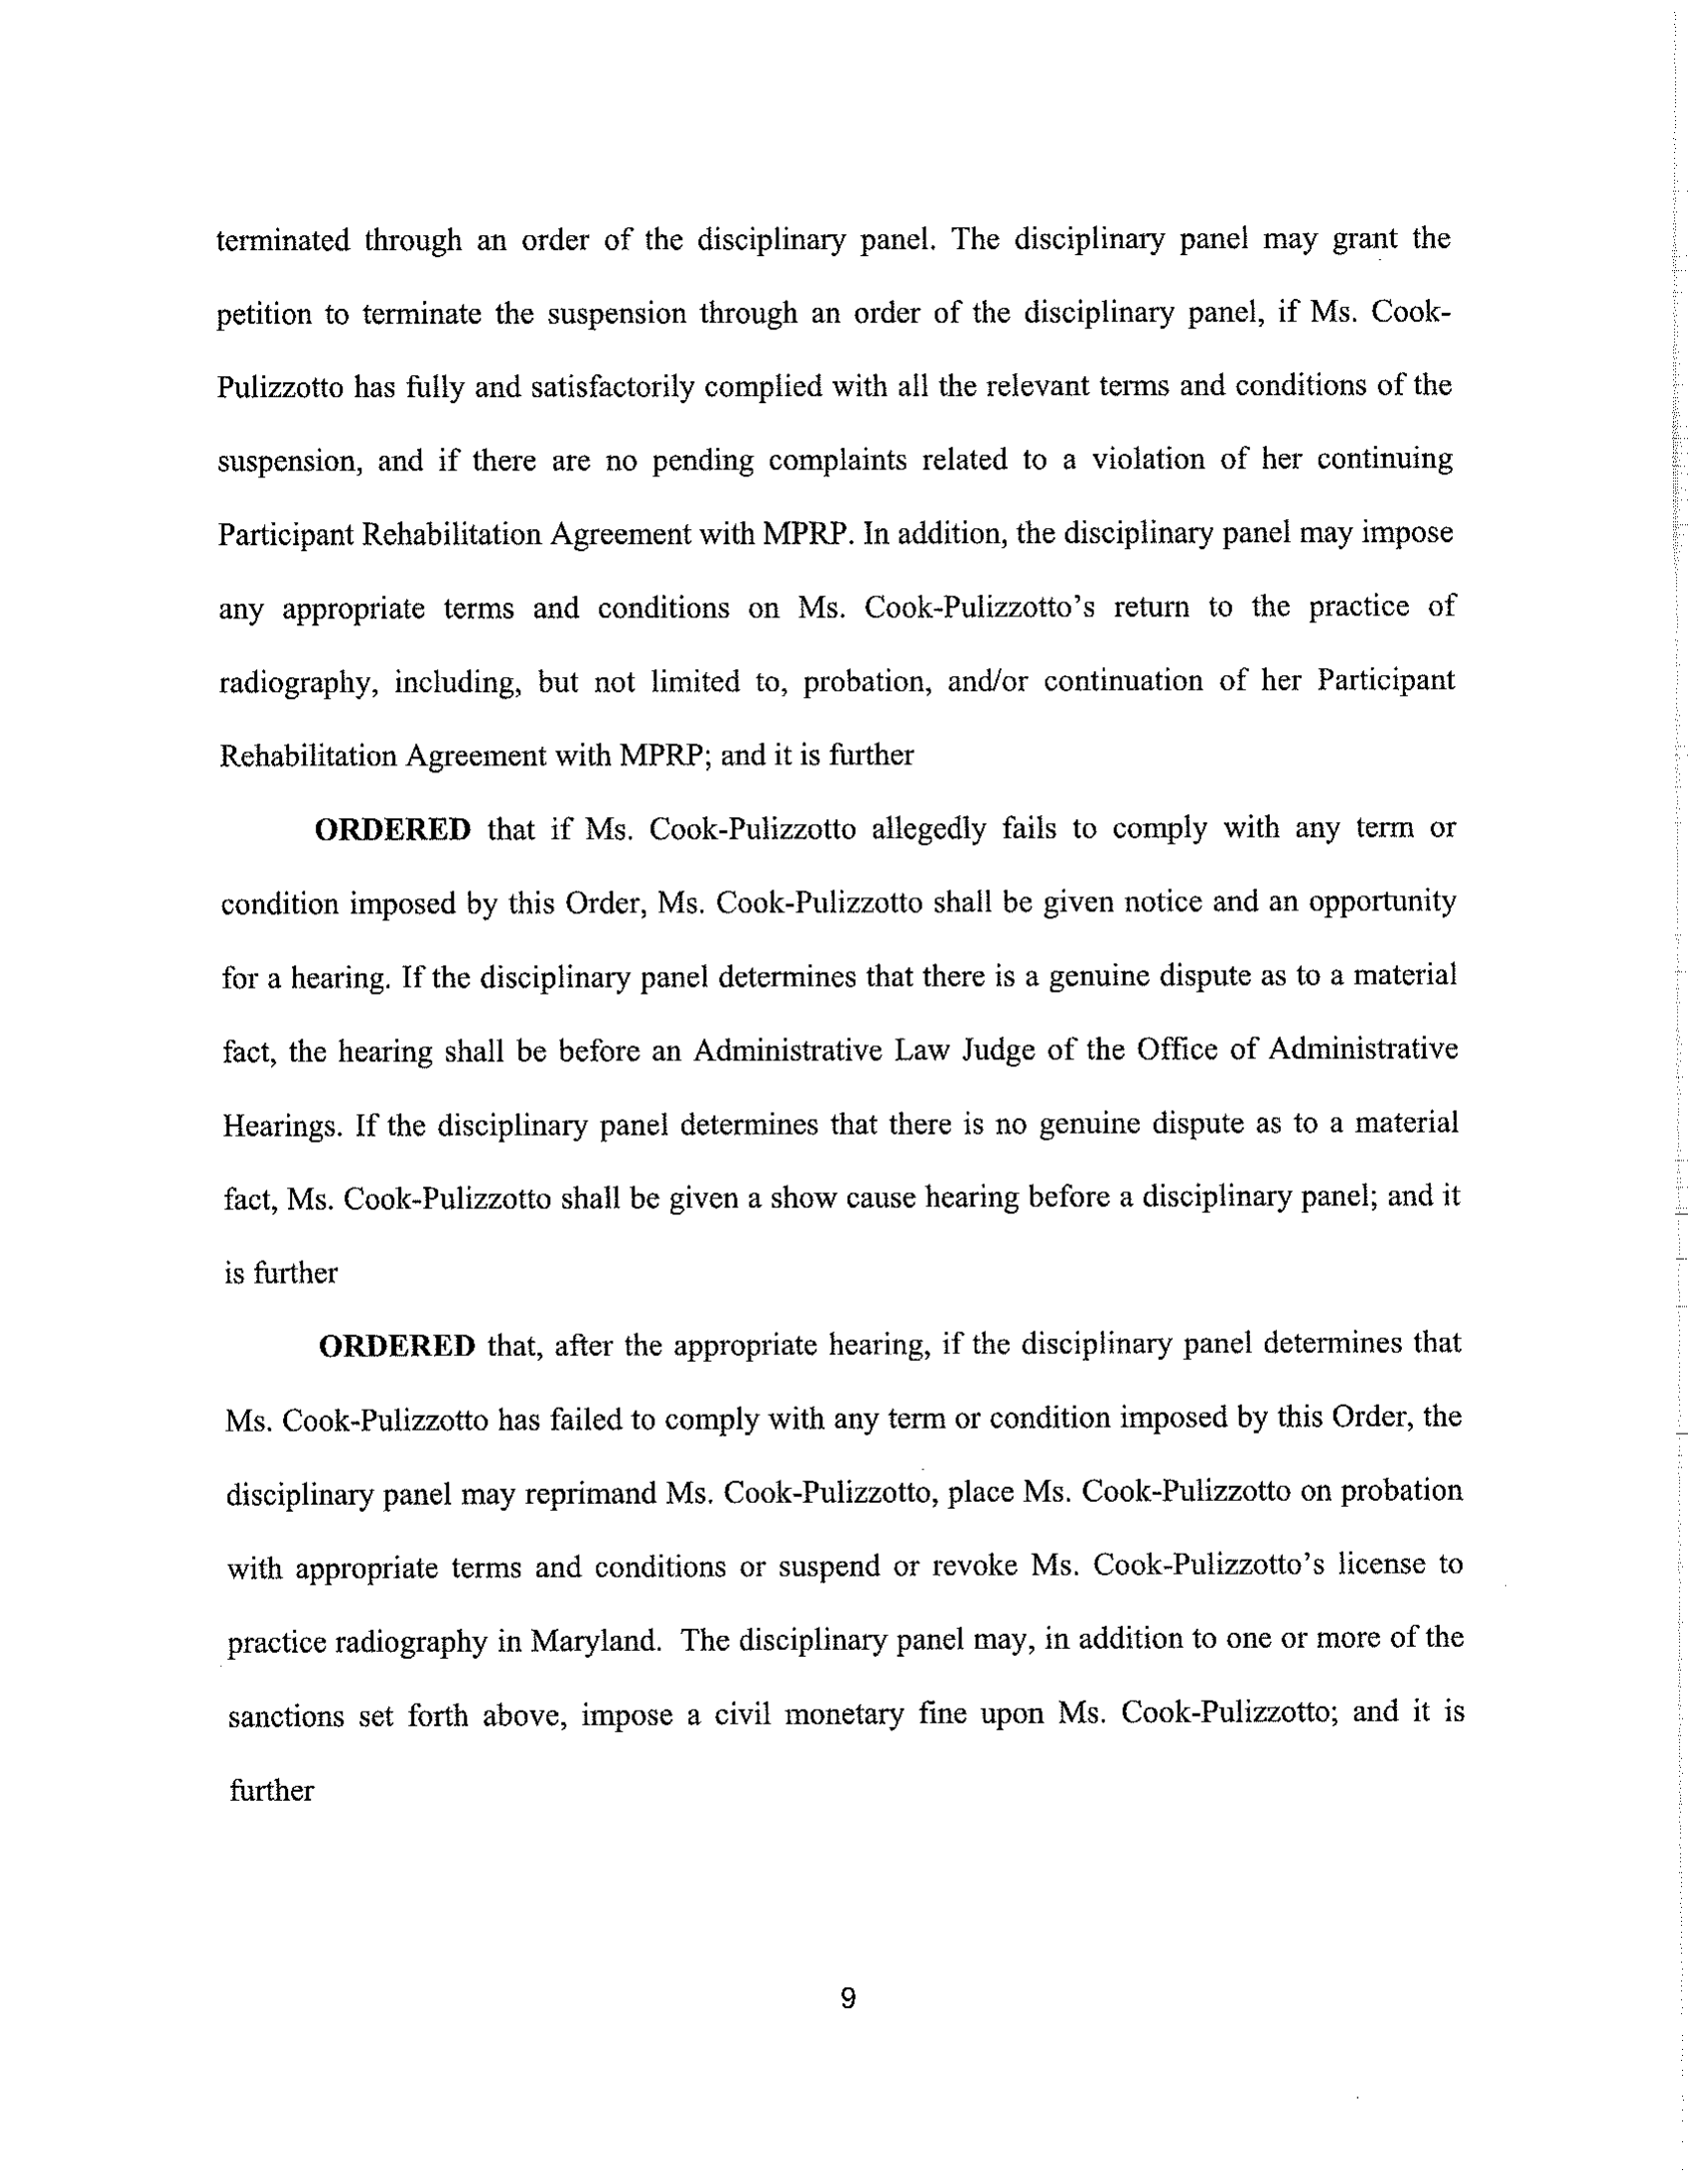 terminated through an order of the disciplinary panel. The disciplinary panel may grant the
petition to terminate the suspension through an order of the disciplinary panel, if Ms. Cook-
Pulizzotto has fully and satisfactorily complied with all the relevant terms and conditions of the
suspension, and if there are no pending complaints related to a violation of her continuing
Participant Rehabilitation Agreement with MPRP. In addition, the disciplinary panel may impose
any appropriate terms and conditions on Ms. Cook-Pulizzotto's return to the practice of
radiography, including, but not limited to, probation, and/or continuation of her Participant
Rehabilitation Agreement with MPRP; and it is further
ORDERED that if Ms. Cook-Pulizzotto allegedly fails to comply with any term or
condition imposed by this Order, Ms. Cook-Pulizzotto shall be given notice and an opportunity
for a hearing. If the disciplinary panel determines that there is a genuine dispute as to a material
fact, the hearing shall be before an Administrative Law Judge of the Office of Administrative
Hearings. If the disciplinary panel determines that there is no genuine dispute as to a material
fact, Ms. Cook-Pulizzotto shall be given a show cause hearing before a disciplinary panel; and it
is further
ORDERED that, after the appropriate hearing, if the disciplinary panel determines that
Ms. Cook-Pulizzotto has failed to comply with any term or condition imposed by this Order, the
disciplinary panel may reprimand Ms. Cook-Pulizzotto, place Ms. Cook-Pulizzotto on probation
with appropriate terms and conditions or suspend or revoke Ms. Cook-Pulizzotto's license to
practice radiography in Maryland. The disciplinary panel may, in addition to one or more of the
sanctions set forth above, impose a civil monetary fine upon Ms. Cook-Pulizzotto; and it is
further
9